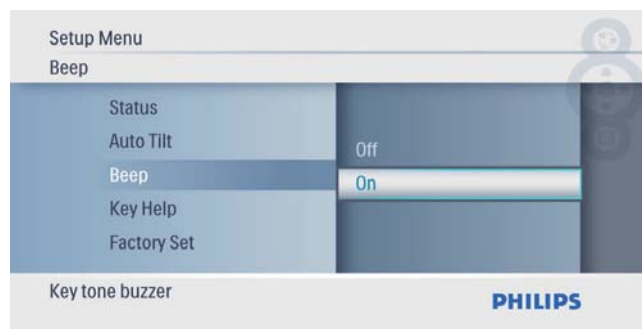 Setup Menu
Beep
Status
Auto Tilt
Beep
Key Help
Factory Set
Off
On
Key tone buzzer
PHILIPS